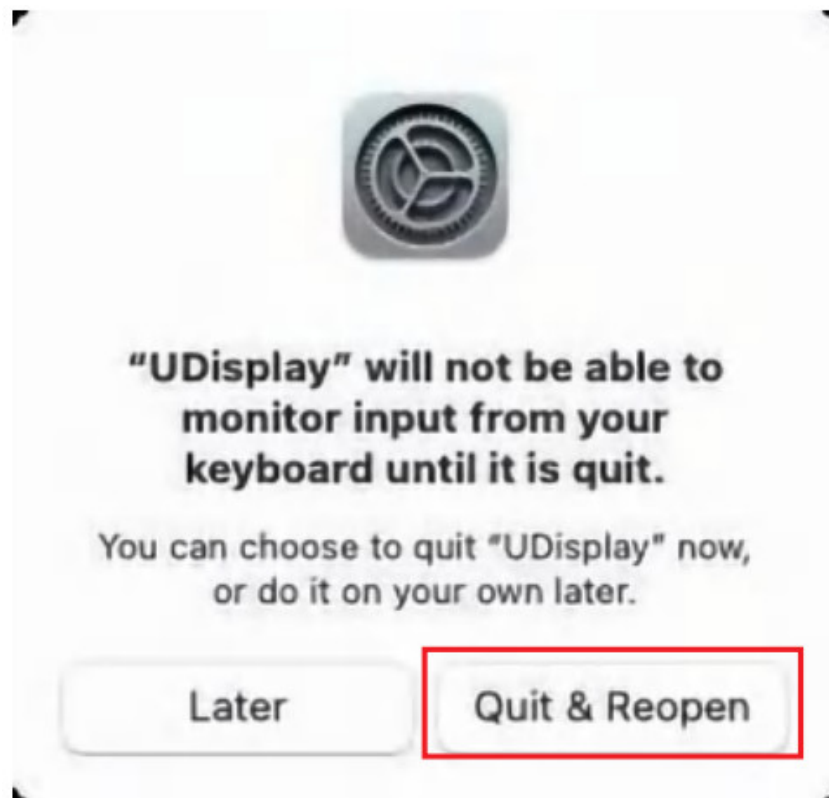 “UDisplay” will not be able to
monitor input from your
keyboard until it is quit.
You can choose to quit “UDisplay” now,
or do it on your own later.
Later
Quit & Reopen